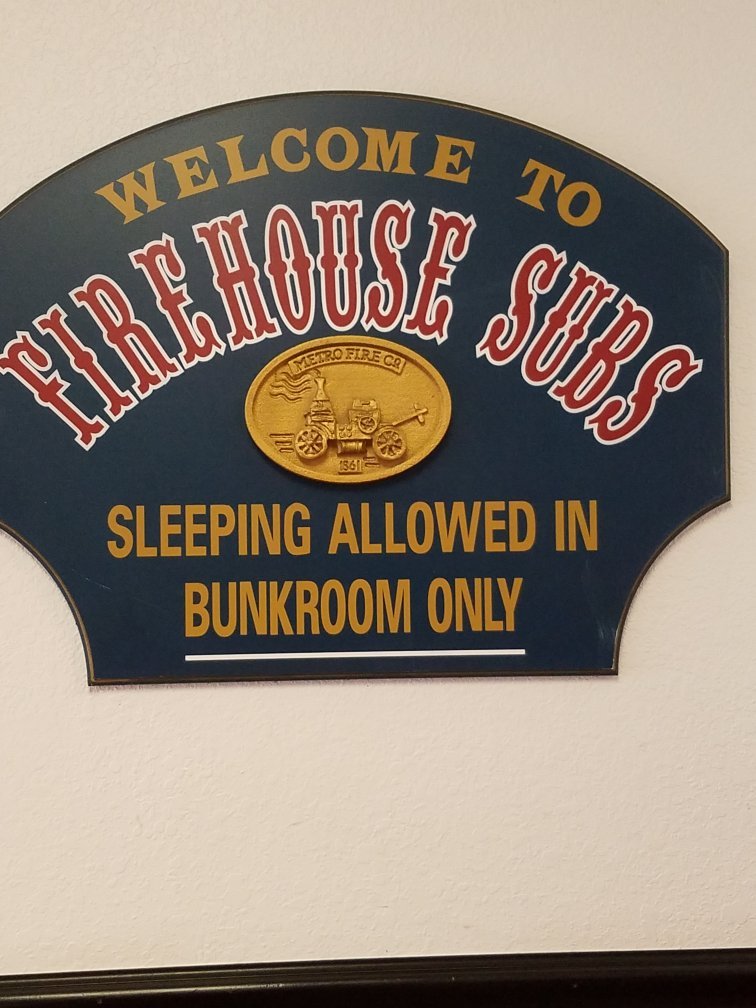 WELCOME TO
FIREHOUSE SUBS
METRO FIRE CO.
1861
SLEEPING ALLOWED IN
BUNKROOM ONLY